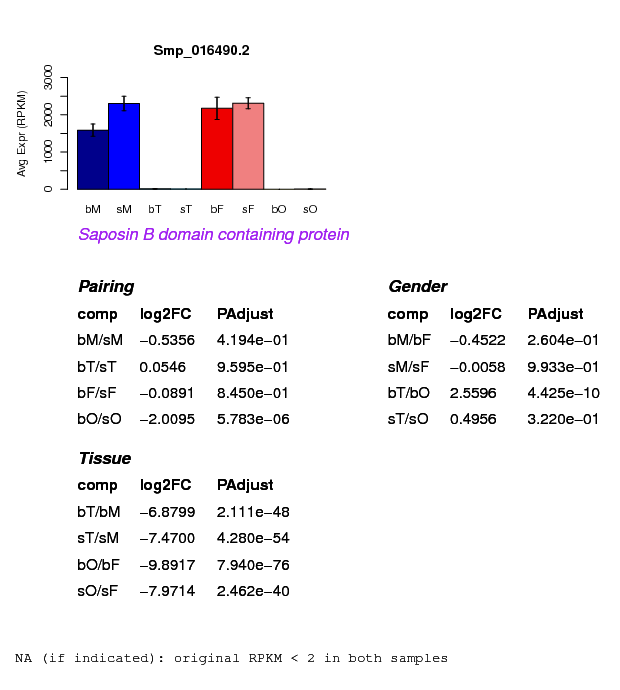 Smp_016490.2
Avg Expr (RPKM)
3000
2000
1000
0
bM sM bT sT bF sF bO sO
Saposin B domain containing protein
Pairing
comp log2FC PAdjust
bM/sM −0.5356 4.194e−01
bT/sT 0.0546 9.595e−01
bF/sF −0.0891 8.450e−01
bO/sO −2.0095 5.783e−06
Gender
comp log2FC PAdjust
bM/bF −0.4522 2.604e−01
sM/sF −0.0058 9.933e−01
bT/bO 2.5596 4.425e−10
sT/sO 0.4956 3.220e−01
Tissue
comp log2FC PAdjust
bT/bM −6.8799 2.111e−48
sT/sM −7.4700 4.280e−54
bO/bF −9.8917 7.940e−76
sO/sF −7.9714 2.462e−40
NA (if indicated): original RPKM < 2 in both samples